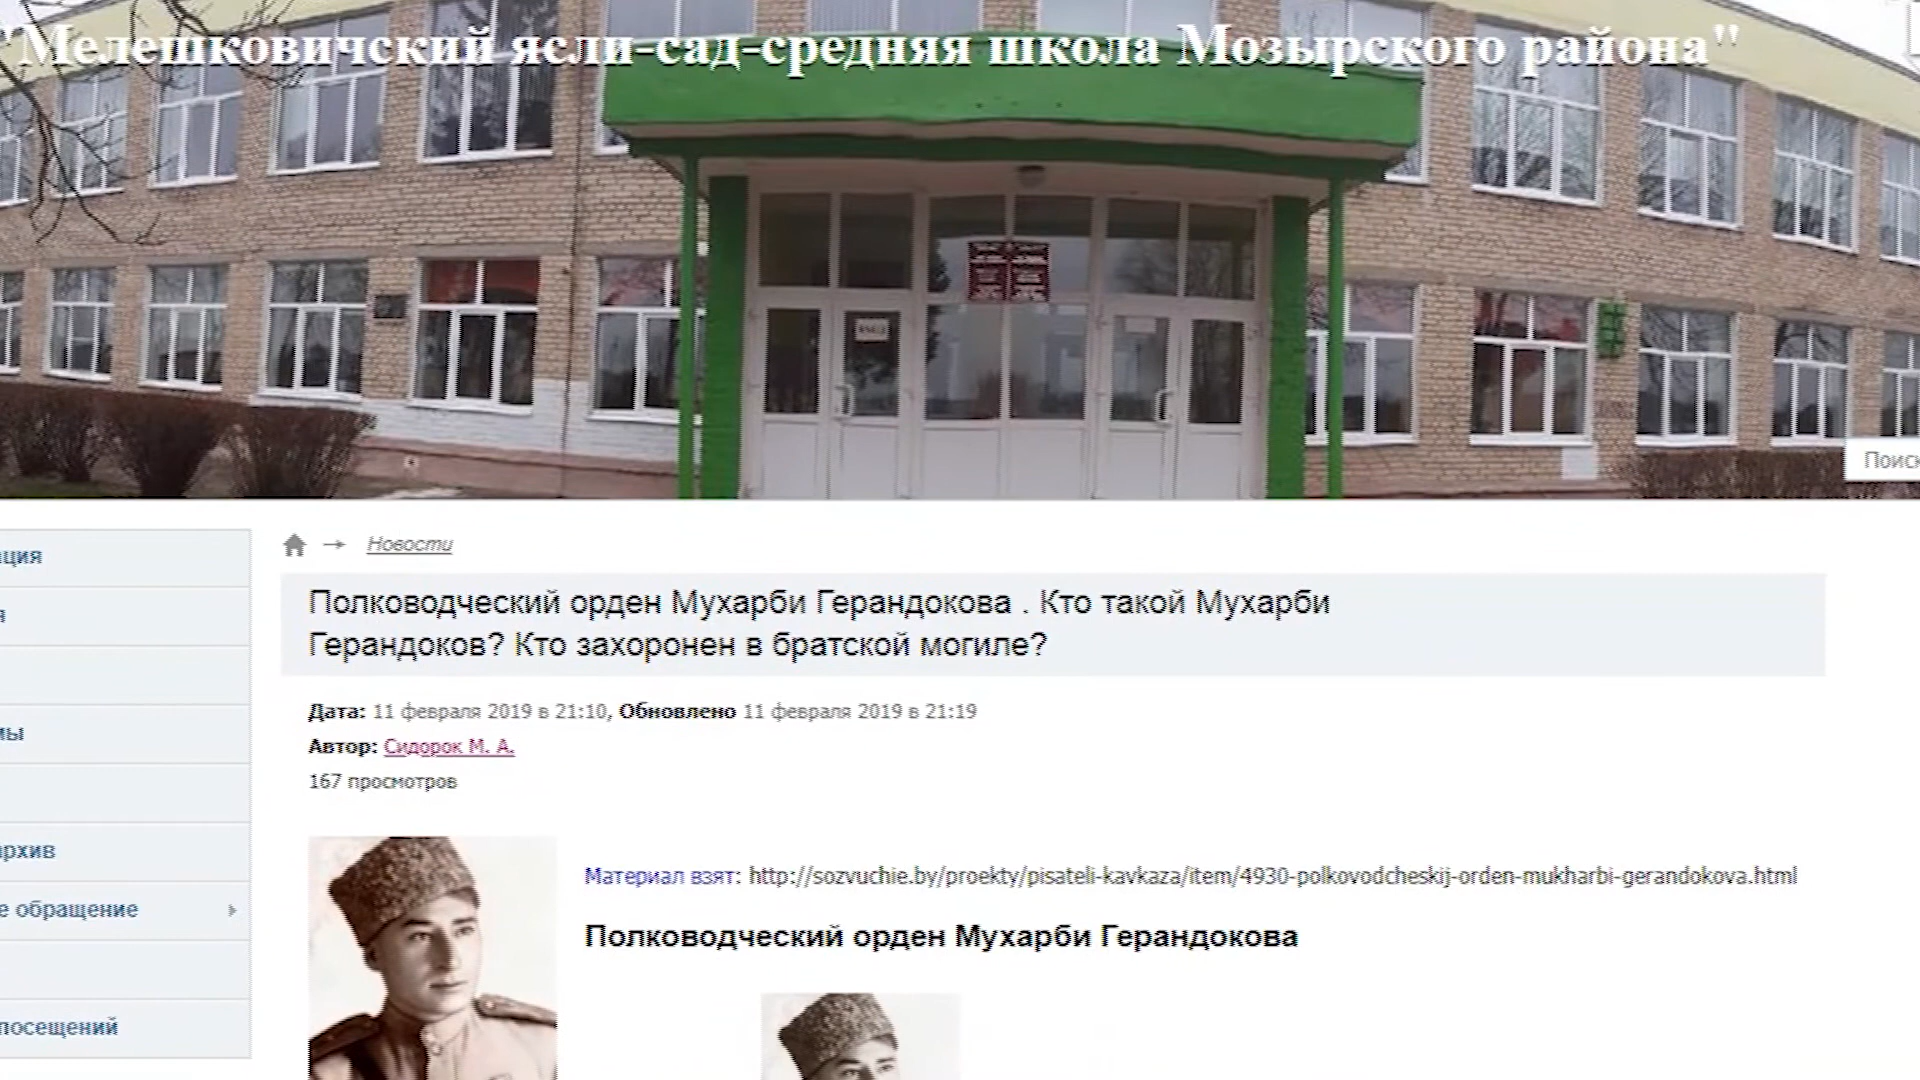 "Мелешковичский ясли-сад-средняя школа Мозырского района"
Поиск
Новости
Полководческий орден Мухарби Герандокова . Кто такой Мухарби
Герандоков? Кто захоронен в братской могиле?
Дата: 11 февраля 2019 в 21:10, Обновлено 11 февраля 2019 в 21:19
Автор: Сидорок М. А.
167 просмотров
Материал взят: http://sozvuchie.by/proekty/pisateli-kavkaza/item/4930-polkovodcheskij-orden-mukharbi-gerandokova.html
Полководческий орден Мухарби Герандокова
ация
я
мы
архив
е обращение
посещений